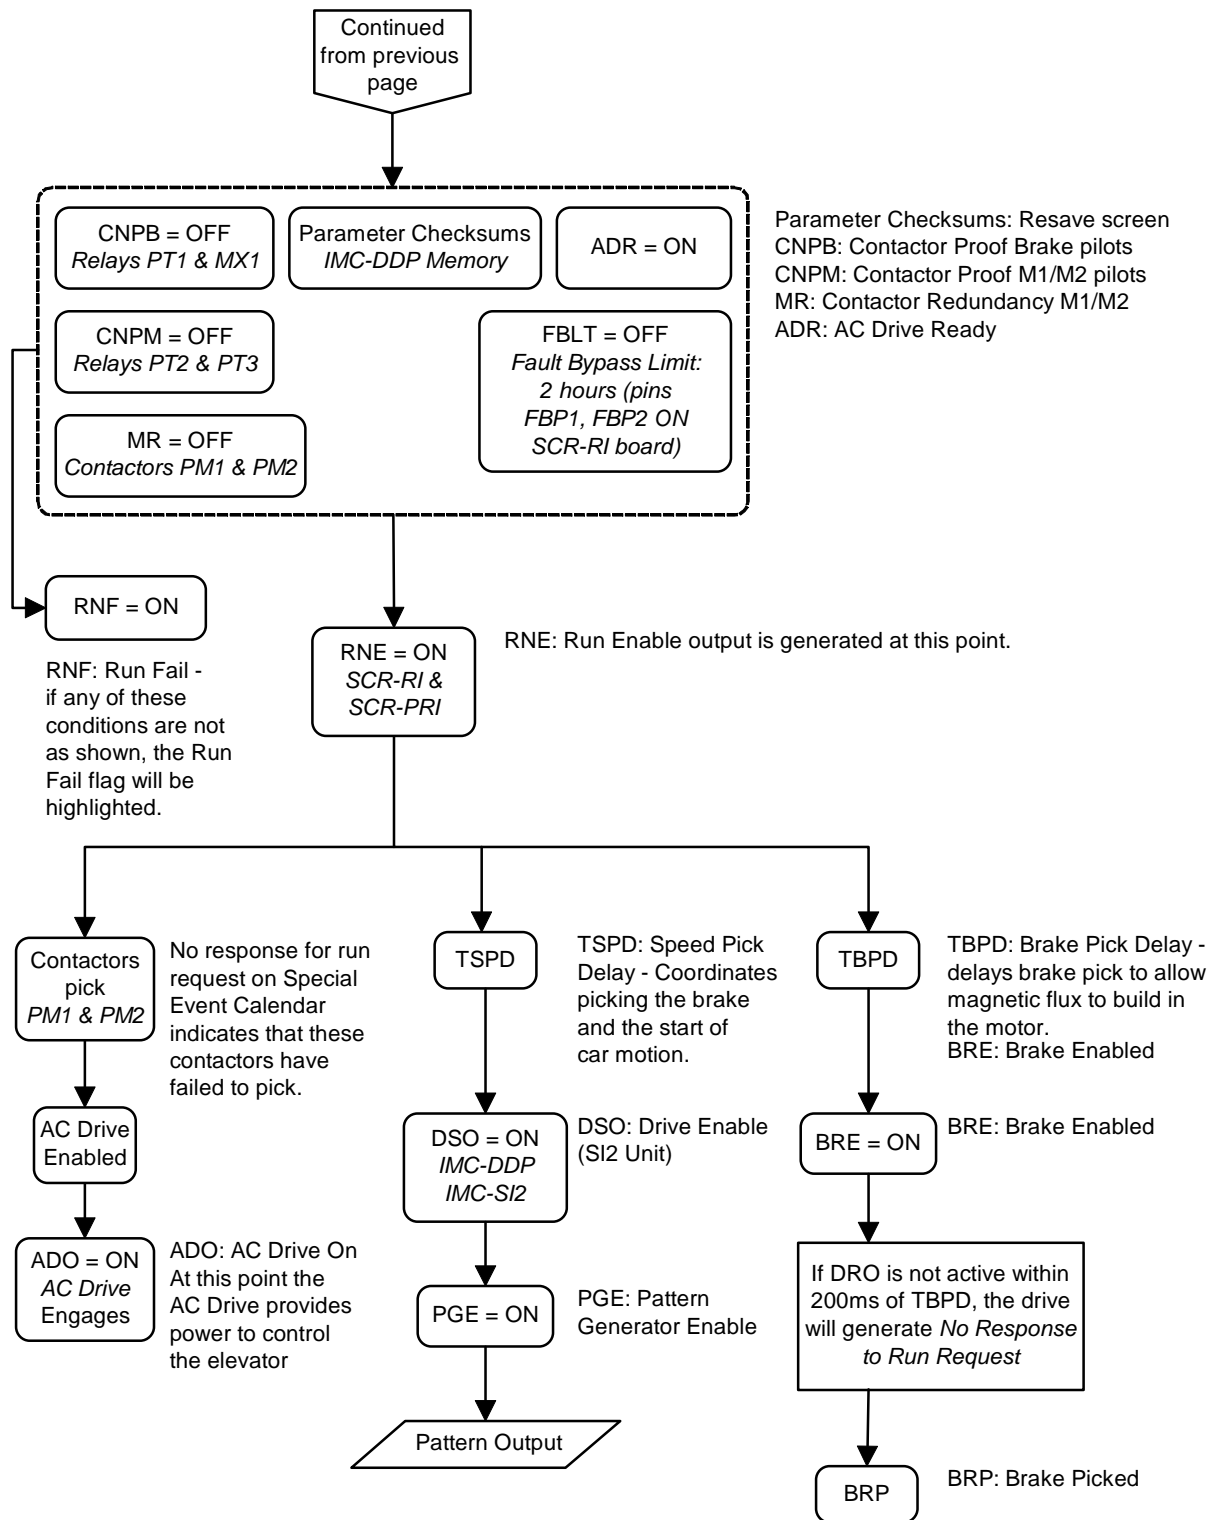 Continued
from previous
page
CNPB = OFF
Relays PT1 & MX1
Parameter Checksums
IMC-DDP Memory
ADR = ON
CNPM = OFF
Relays PT2 & PT3
FBLT = OFF
Fault Bypass Limit:
2 hours (pins
FBP1, FBP2 ON
SCR-RI board)
MR = OFF
Contactors PM1 & PM2
Parameter Checksums: Resave screen
CNPB: Contactor Proof Brake pilots
CNPM: Contactor Proof M1/M2 pilots
MR: Contactor Redundancy M1/M2
ADR: AC Drive Ready
RNF = ON
RNF: Run Fail -
if any of these
conditions are not
as shown, the Run
Fail flag will be
highlighted.
RNE = ON
SCR-RI &
SCR-PRI
RNE: Run Enable output is generated at this point.
Contactors
pick
PM1 & PM2
No response for run
request on Special
Event Calendar
indicates that these
contactors have
failed to pick.
AC Drive
Enabled
ADO = ON
AC Drive
Engages
ADO: AC Drive On
At this point the
AC Drive provides
power to control
the elevator
TSPD
TSPD: Speed Pick
Delay - Coordinates
picking the brake
and the start of
car motion.
DSO = ON
IMC-DDP
IMC-SI2
DSO: Drive Enable
(SI2 Unit)
PGE = ON
PGE: Pattern
Generator Enable
Pattern Output
TBPD
TBPD: Brake Pick Delay -
delays brake pick to allow
magnetic flux to build in
the motor.
BRE: Brake Enabled
BRE = ON
BRE: Brake Enabled
If DRO is not active within
200ms of TBPD, the drive
will generate No Response
to Run Request
BRP
BRP: Brake Picked